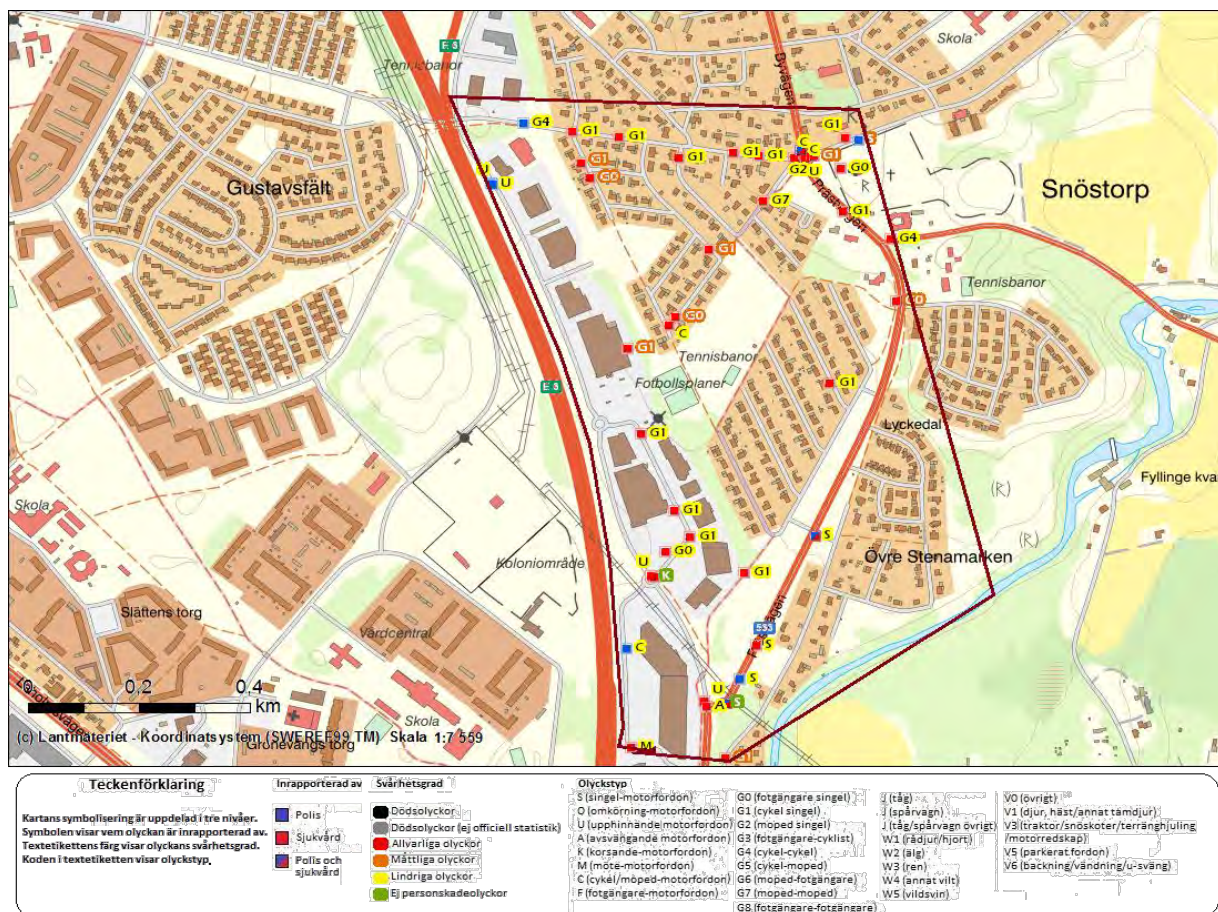 E 6
Tennisbanor
Byvägen
Skola
G4
G1
G1
G1
S
G1
G0
G1
G1
G1
C
C
G1
G2
U
G0
R
U
U
Gustavsfält
Snöstorp
G7
Prästvägen
G1
G4
G1
Tennisbanor
G0
G0
C
G1
Tennisbanor
E 6
Fotbollsplaner
G1
Lyckedal
G1
Skola
(R)
Fyllinge kva
G1
G1
S
(R)
G0
Övre Stenamarken
U
K
G1
Koloniområde
Slättens torg
Vårdcentral
533
C
S
S
U
A
S
0 0.2 0.4
km
Skola
(c) Lantmäteriet - Koordinatsystem (SWEREF99 TM) Skala 1:7 559
Grönevångs torg
M
G1
Teckenförklaring
Kartans symbolisering är uppdelad i tre nivåer.
Symbolen visar vem olyckan är inrapporterad av.
Textetikettens färg visar olyckans svårhetsgrad.
Koden i textetiketten visar olyckstyp.
Inrapporterad av
Polis
Sjukvård
Polis och
sjukvård
Svårhetsgrad
Dödsolyckor
Dödsolyckor (ej officiell statistik)
Allvarliga olyckor
Måttliga olyckor
Lindriga olyckor
Ej personskadeolyckor
Olyckstyp
S (singel-motorfordon)
O (omkörning-motorfordon)
U (upphinnande motorfordon)
A (avsvängande motorfordon)
K (korsande-motorfordon)
M (möte-motorfordon)
C (cykel/moped-motorfordon)
F (fotgängare-motorfordon)
G0 (fotgängare singel)
G1 (cykel singel)
G2 (moped singel)
G3 (fotgängare-cyklist)
G4 (cykel-cykel)
G5 (cykel-moped)
G6 (moped-fotgängare)
G7 (moped-moped)
G8 (fotgängare-fotgängare)
J (tåg)
J (spårvagn)
J (tåg/spårvagn övrigt)
W1 (rådjur/hjort)
W2 (älg)
W3 (ren)
W4 (annat vilt)
W5 (vildsvin)
V0 (övrigt)
V1 (djur, häst/annat tamdjur)
V3 (traktor/snöskoter/terränghjuling
/motorredskap)
V5 (parkerat fordon)
V6 (backning/vändning/u-sväng)